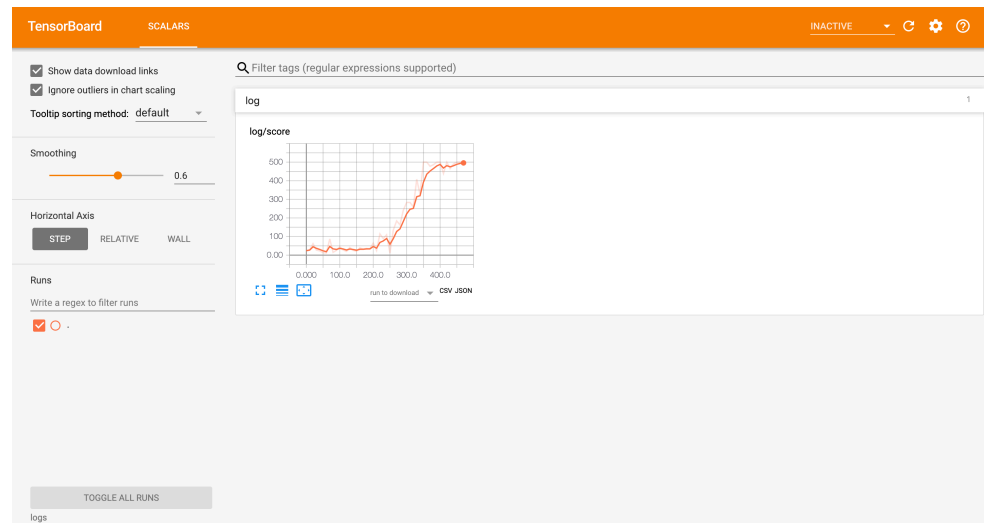 TensorBoard SCALARS INACTIVE
Show data download links
Ignore outliers in chart scaling
Tooltip sorting method: default
Smoothing
0.6
Horizontal Axis
STEP RELATIVE WALL
Runs
Write a regex to filter runs
.
TOGGLE ALL RUNS
logs
Filter tags (regular expressions supported)
log 1
log/score
500
400
300
200
100
0.00
0.000 100.0 200.0 300.0 400.0
run to download CSV JSON